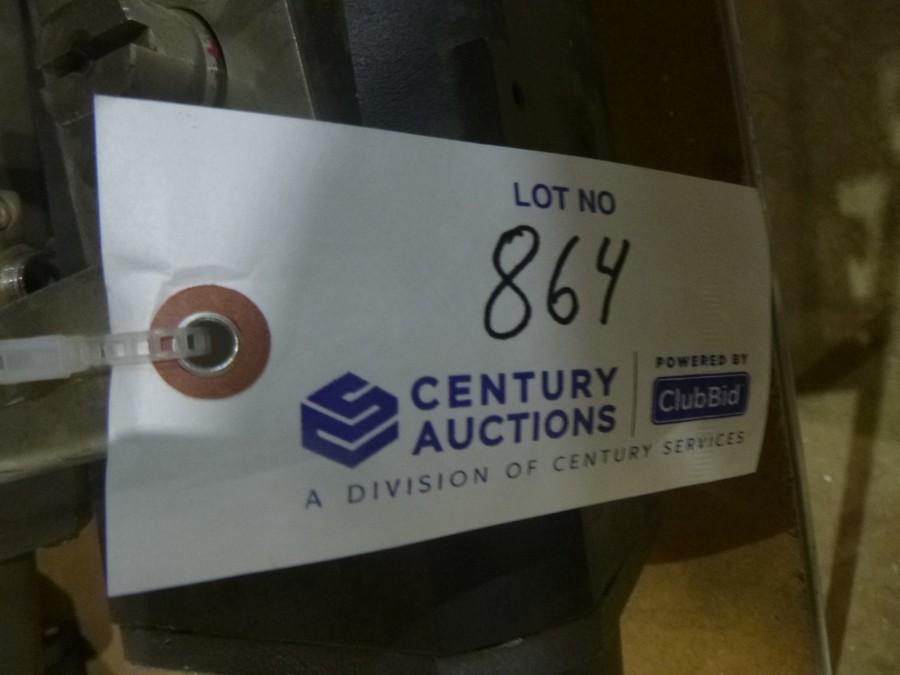 LOT NO
864
CENTURY
AUCTIONS
POWERED BY
ClubBid
A DIVISION OF CENTURY SERVICES